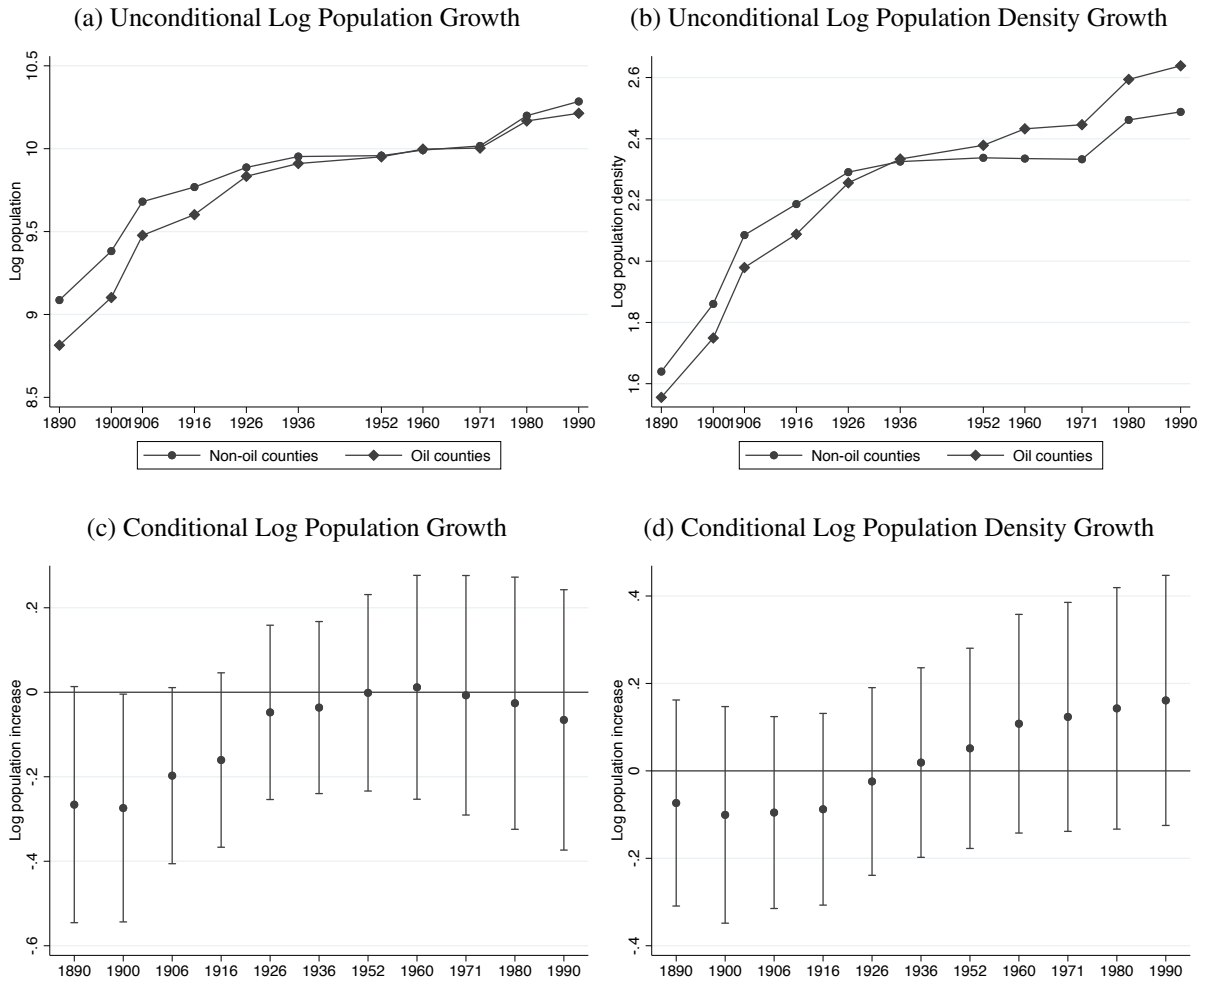 (a) Unconditional Log Population Growth
Log population
10.5
10
9.5
9
8.5
1890 1900 1906 1916 1926 1936 1952 1960 1971 1980 1990
Non-oil counties Oil counties
(b) Unconditional Log Population Density Growth
Log population density
2.6
2.4
2.2
2
1.8
1.6
1890 1900 1906 1916 1926 1936 1952 1960 1971 1980 1990
Non-oil counties Oil counties
(c) Conditional Log Population Growth
Log population increase
.2
0
-.2
-.4
-.6
1890 1900 1906 1916 1926 1936 1952 1960 1971 1980 1990
(d) Conditional Log Population Density Growth
Log population increase
.4
.2
0
-.2
-.4
1890 1900 1906 1916 1926 1936 1952 1960 1971 1980 1990